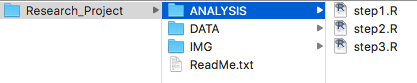 Research_Project
ANALYSIS
DATA
IMG
ReadMe.txt
step1.R
step2.R
step3.R